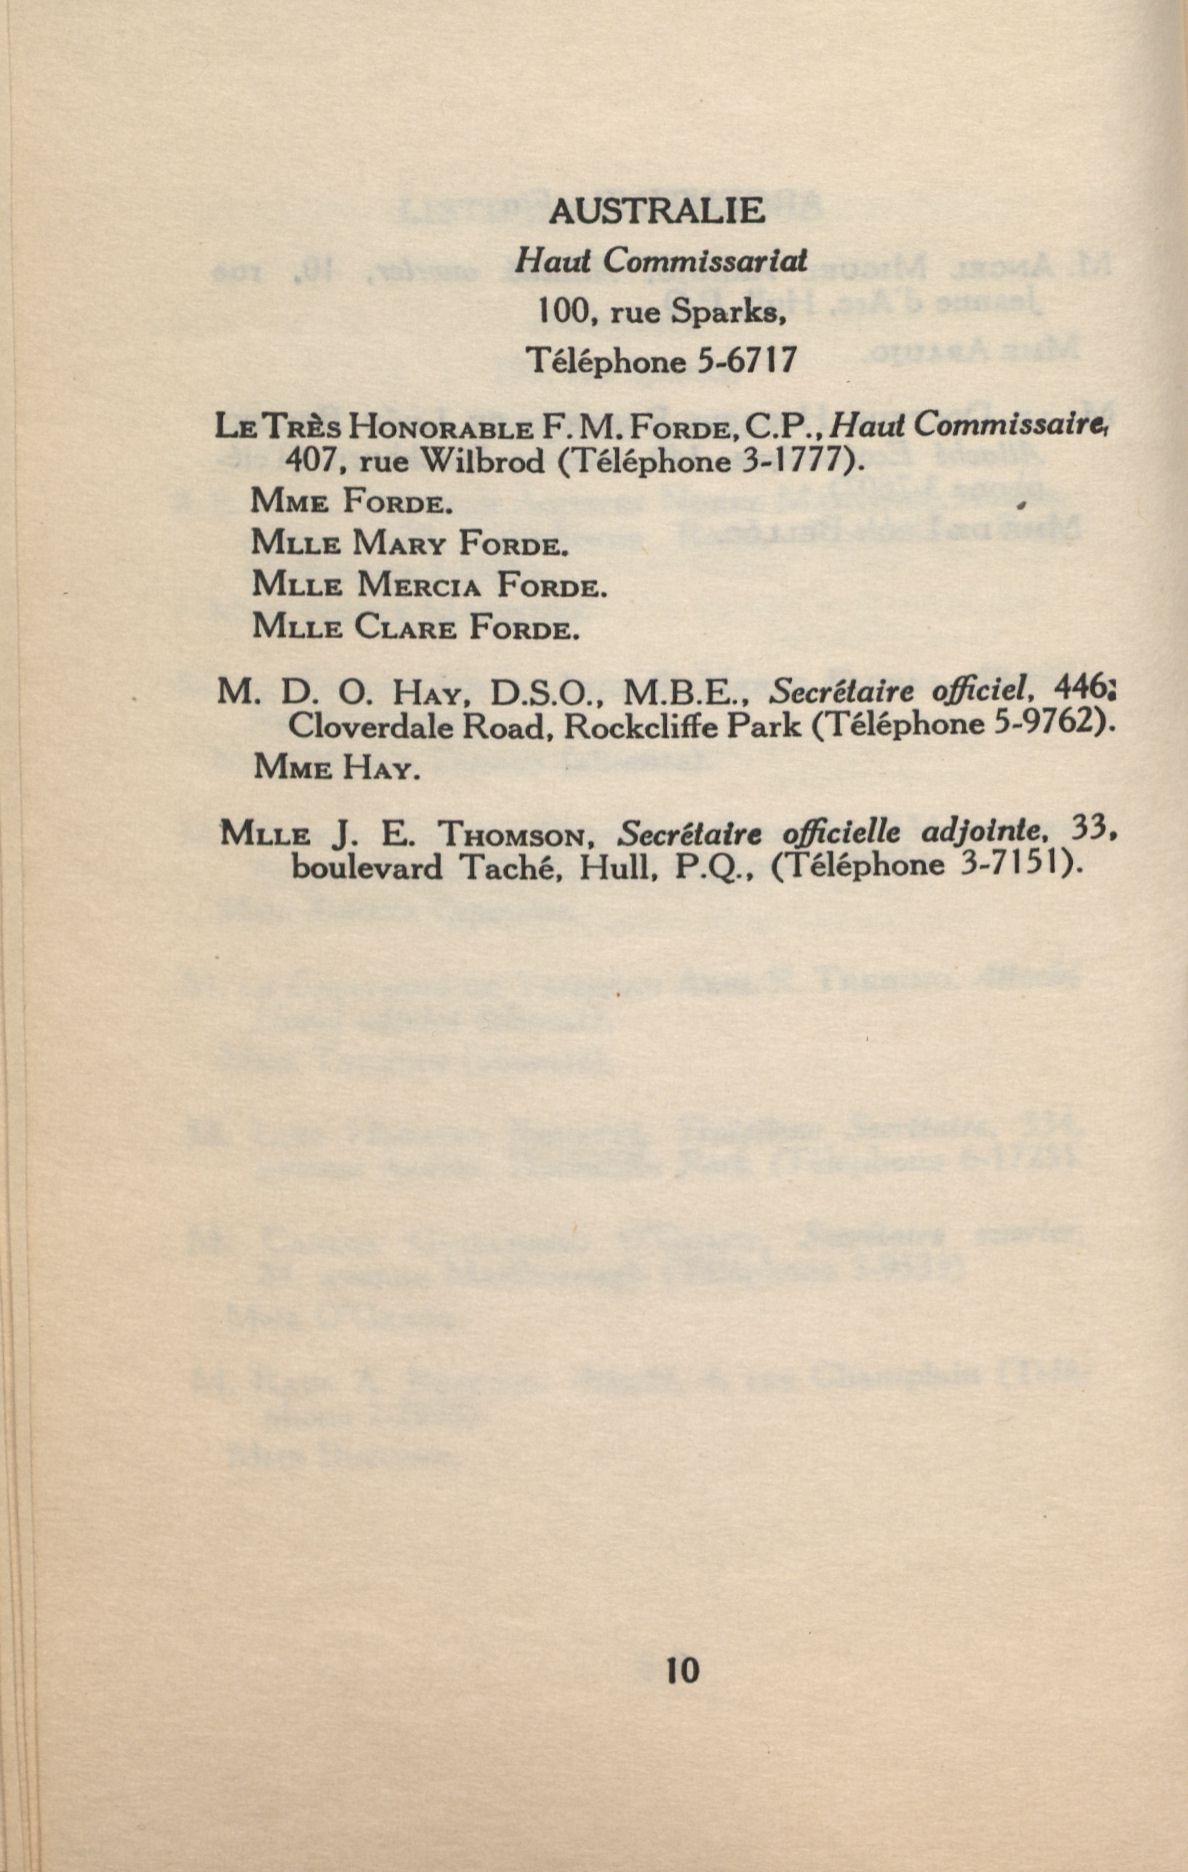 AUSTRALIE
Haut Commissariat
100, rue Sparks,
Téléphone 5-6717
LE TRÈS HONORABLE F. M. FORDE, C.P., Haut Commissaire,
407, rue Wilbrod (Téléphone 3-1777).
MME FORDE.
MLLE MARY FORDE.
MLLE MERCIA FORDE.
MLLE CLARE FORDE.
M. D. O. HAY, D.S.O., M.B.E., Secrétaire officiel, 446;
Cloverdale Road, Rockcliffe Park (Téléphone 5-9762).
MME HAY.
MLLE J. E. THOMSON, Secrétaire officielle adjointe, 33,
boulevard Taché, Hull, P.Q., (Téléphone 3-7151).
10